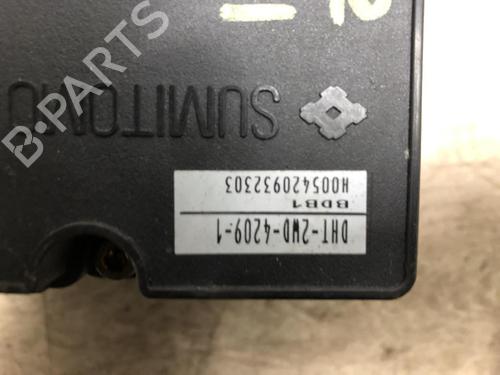 DHT-2WD-4209-1
BDB1
H005420932303
SUMITOMO
B-PARTS